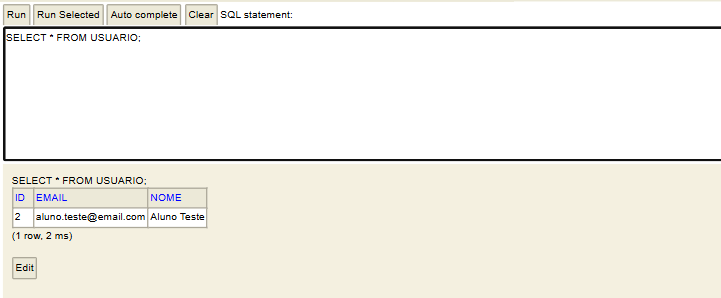 Run Run Selected Auto complete Clear SQL statement:
SELECT * FROM USUARIO;
SELECT * FROM USUARIO;
ID EMAIL NOME
2 aluno.teste@email.com Aluno Teste
(1 row, 2 ms)
Edit